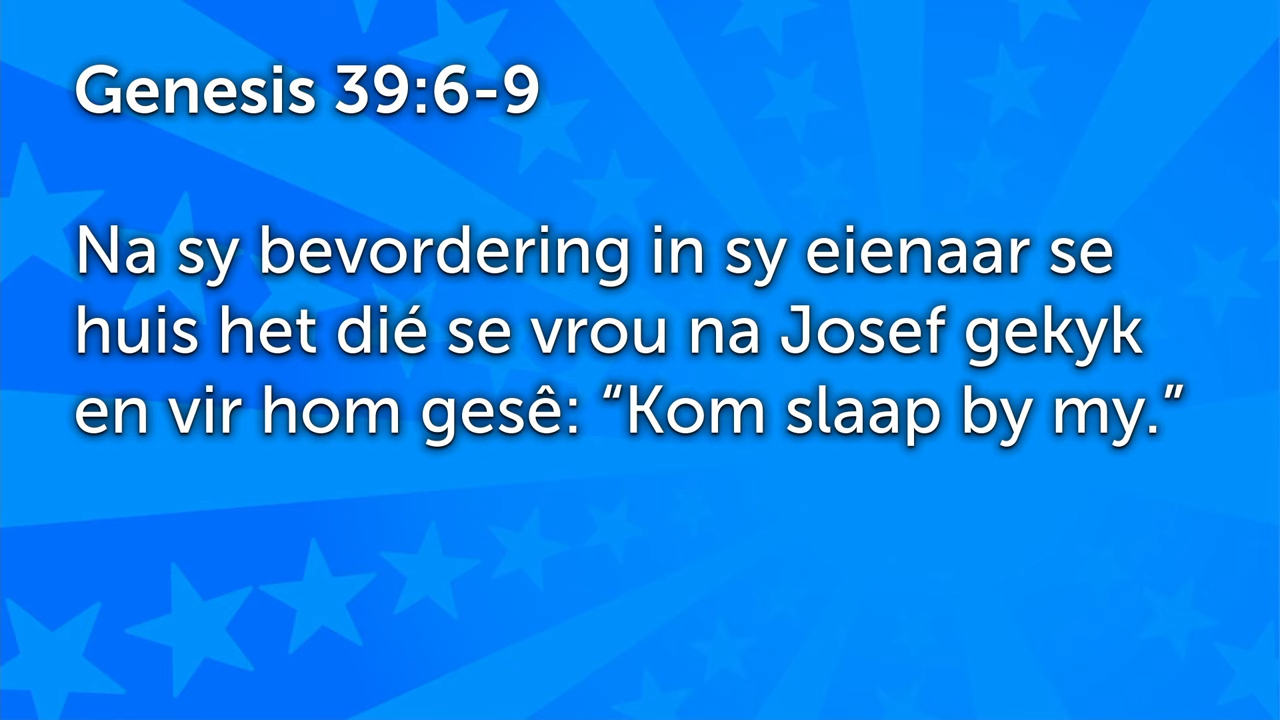 Genesis 39:6-9
Na sy bevordering in sy eienaar se
huis het dié se vrou na Josef gekyk
en vir hom gesê: “Kom slaap by my.”